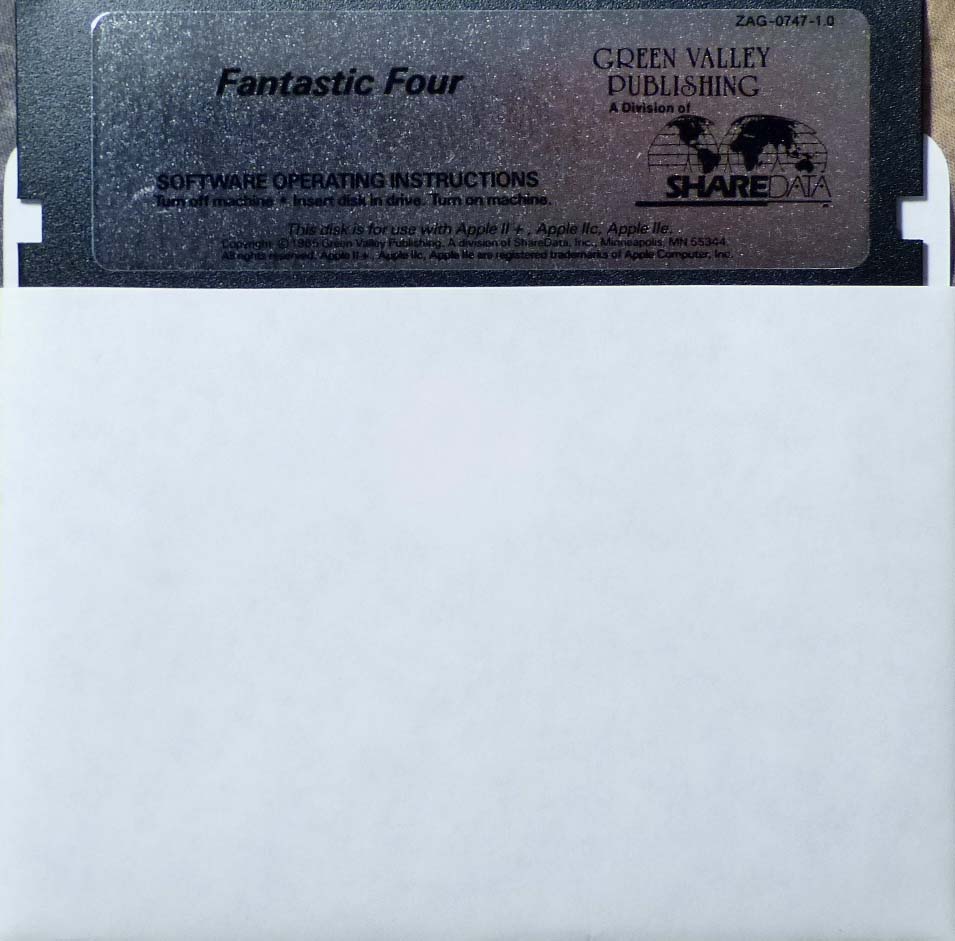 ZAG-0747-1.0
Fantastic Four
GREEN VALLEY
PUBLISHING
A Division of
SHAREDATA
SOFTWARE OPERATING INSTRUCTIONS
Turn off machine * Insert disk in drive. Turn on machine.
This disk is for use with Apple II + , Apple IIc, Apple IIe.
Copyright © 1985 Green Valley Publishing. A division of ShareData, Inc., Minneapolis, MN 55344.
All rights reserved. Apple II + , Apple IIc, Apple IIe are registered trademarks of Apple Computer, Inc.